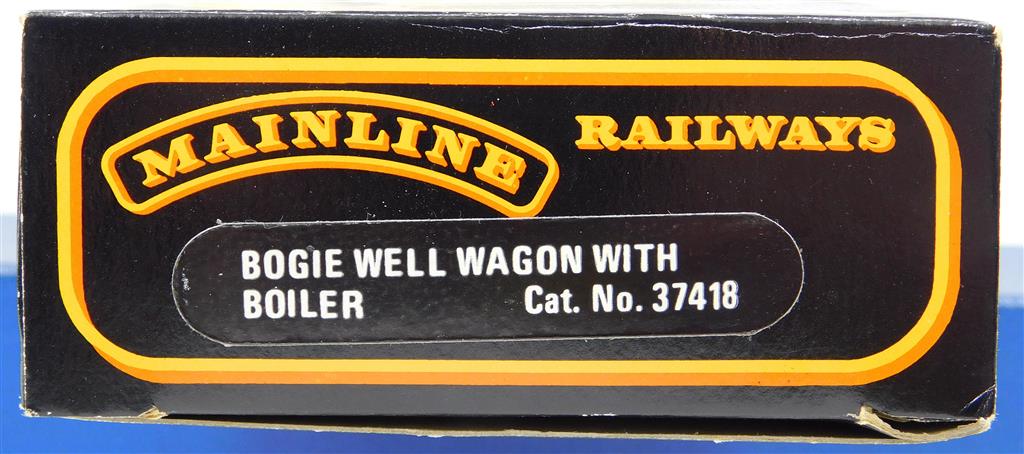 MAINLINE RAILWAYS
BOGIE WELL WAGON WITH
BOILER Cat. No. 37418